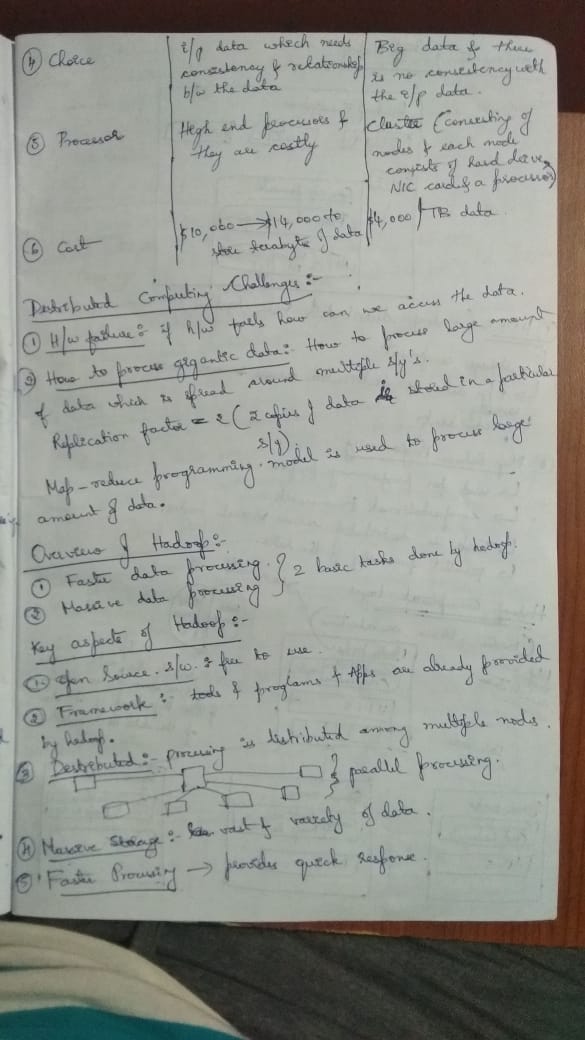 ④ Choice
i/p data which needs
consistency & relationship
b/w the data
Big data & there
is no consistency with
the i/p data.
⑤ Processor
High end processors &
they are costly
Cluster (consisting of
nodes & each node
consists of hard drive,
NIC card & a processor)
⑥ Cost
$10,000 → $14,000 to
store terabyte of data
$4,000 / TB data.
Distributed Computing Challenges :-
① H/w failure : if h/w fails how can we access the data.
② How to process gigantic data : How to process large amount
of data which is spread around multiple s/y's.
Replication factor = 2 (2 copies of data is stored in a particular
s/y)
Map-reduce programming model is used to process large
amount of data.
Overview of Hadoop :-
① Faster data processing.
② Massive data processing } 2 basic tasks done by hadoop.
Key aspects of Hadoop :-
① Open Source s/w : free to use.
② Framework :- tools & programs & Apps are already provided
by hadoop.
③ Distributed :- processing is distributed among multiple nodes.
} parallel processing.
④ Massive Storage :- vast & variety of data.
⑤ Faster Processing → provides quick response.